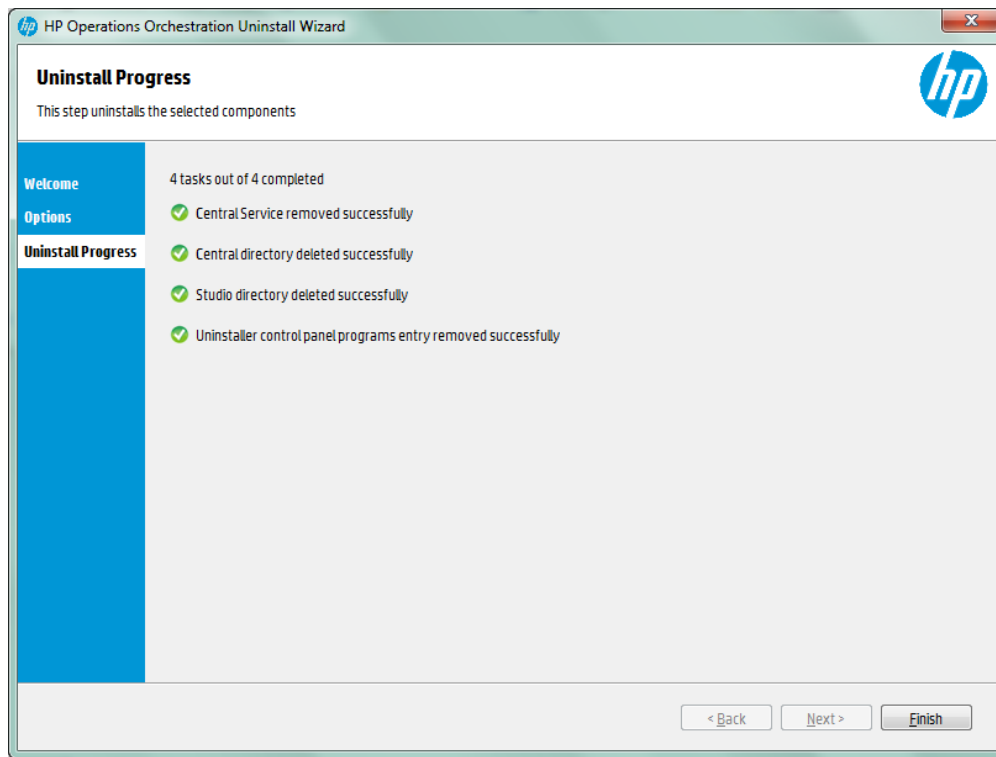 hp HP Operations Orchestration Uninstall Wizard
Uninstall Progress
This step uninstalls the selected components
hp
Welcome
Options
Uninstall Progress
4 tasks out of 4 completed
Central Service removed successfully
Central directory deleted successfully
Studio directory deleted successfully
Uninstaller control panel programs entry removed successfully
< Back Next > Finish